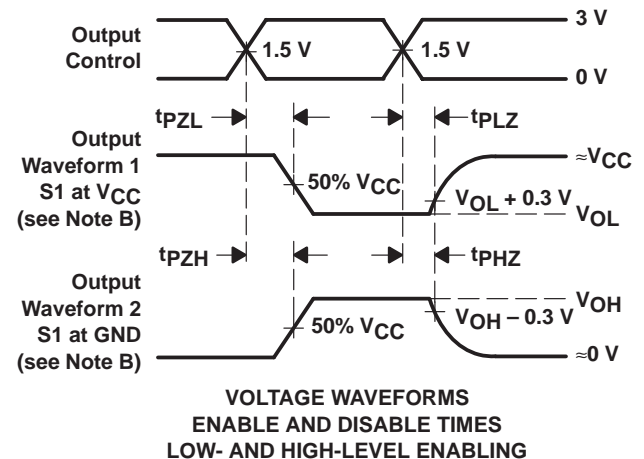 3 V
Output
Control
1.5 V
1.5 V
0 V
tPZL
tPLZ
Output
Waveform 1
S1 at VCC
(see Note B)
≈VCC
50% VCC
VOL + 0.3 V
VOL
tPZH
tPHZ
Output
Waveform 2
S1 at GND
(see Note B)
VOH
50% VCC
VOH – 0.3 V
≈0 V
VOLTAGE WAVEFORMS
ENABLE AND DISABLE TIMES
LOW- AND HIGH-LEVEL ENABLING